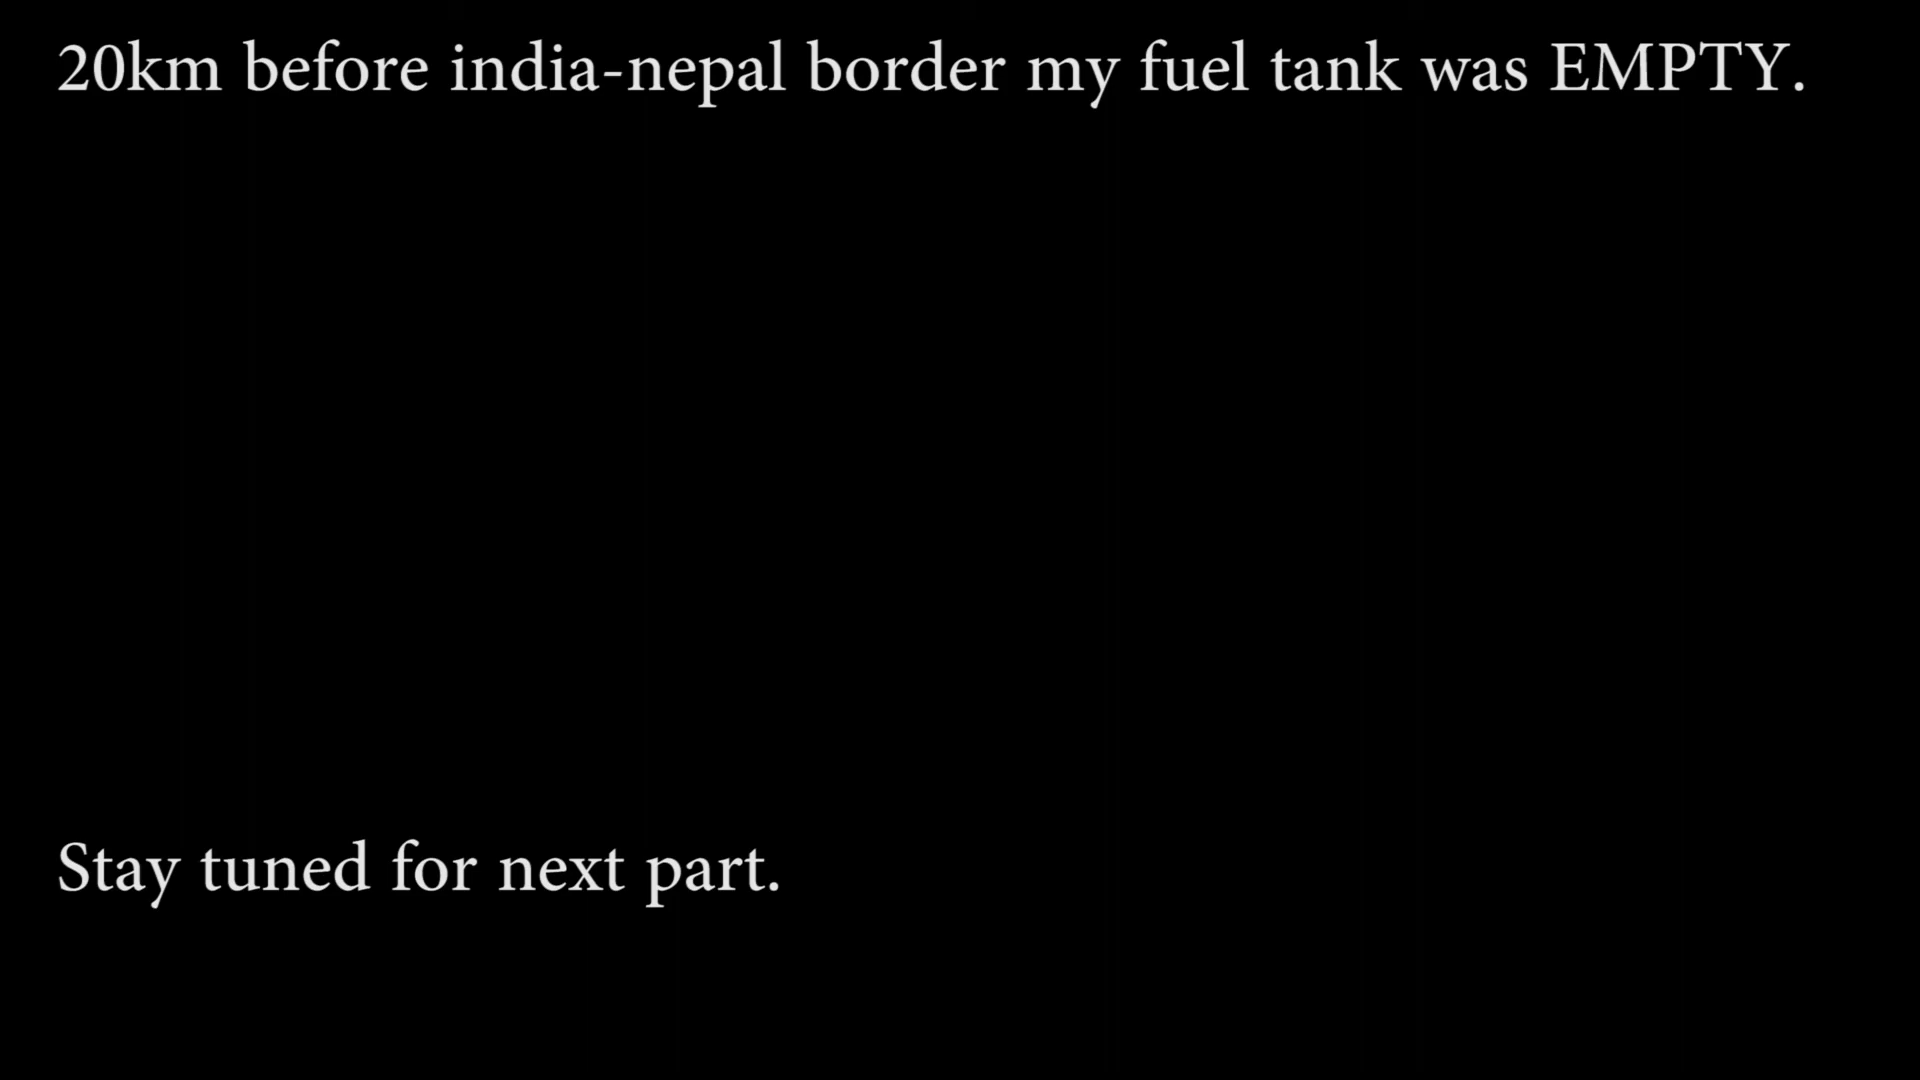 20km before india-nepal border my fuel tank was EMPTY.
Stay tuned for next part.